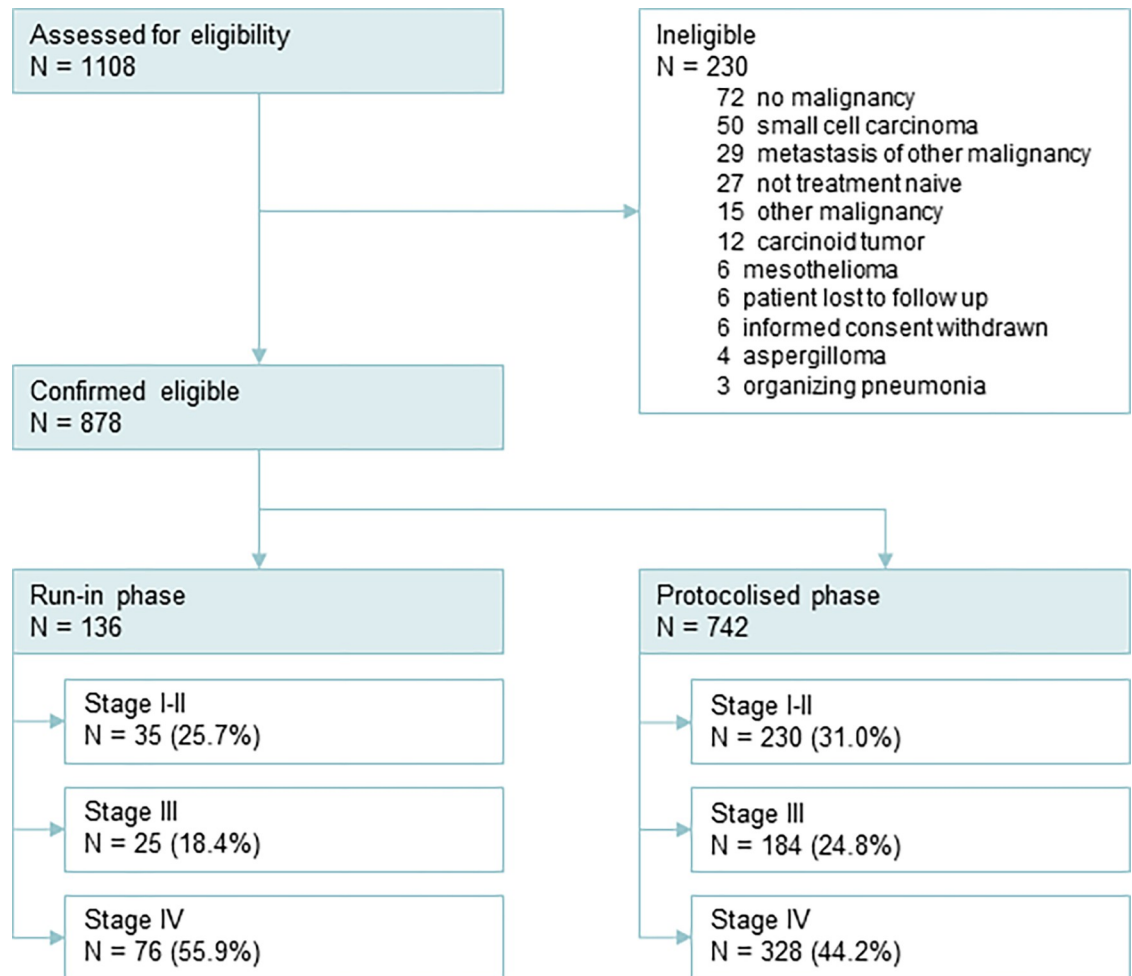 Assessed for eligibility
N = 1108
Ineligible
N = 230
72 no malignancy
50 small cell carcinoma
29 metastasis of other malignancy
27 not treatment naive
15 other malignancy
12 carcinoid tumor
6 mesothelioma
6 patient lost to follow up
6 informed consent withdrawn
4 aspergilloma
3 organizing pneumonia
Confirmed eligible
N = 878
Run-in phase
N = 136
Stage I-II
N = 35 (25.7%)
Stage III
N = 25 (18.4%)
Stage IV
N = 76 (55.9%)
Protocolised phase
N = 742
Stage I-II
N = 230 (31.0%)
Stage III
N = 184 (24.8%)
Stage IV
N = 328 (44.2%)